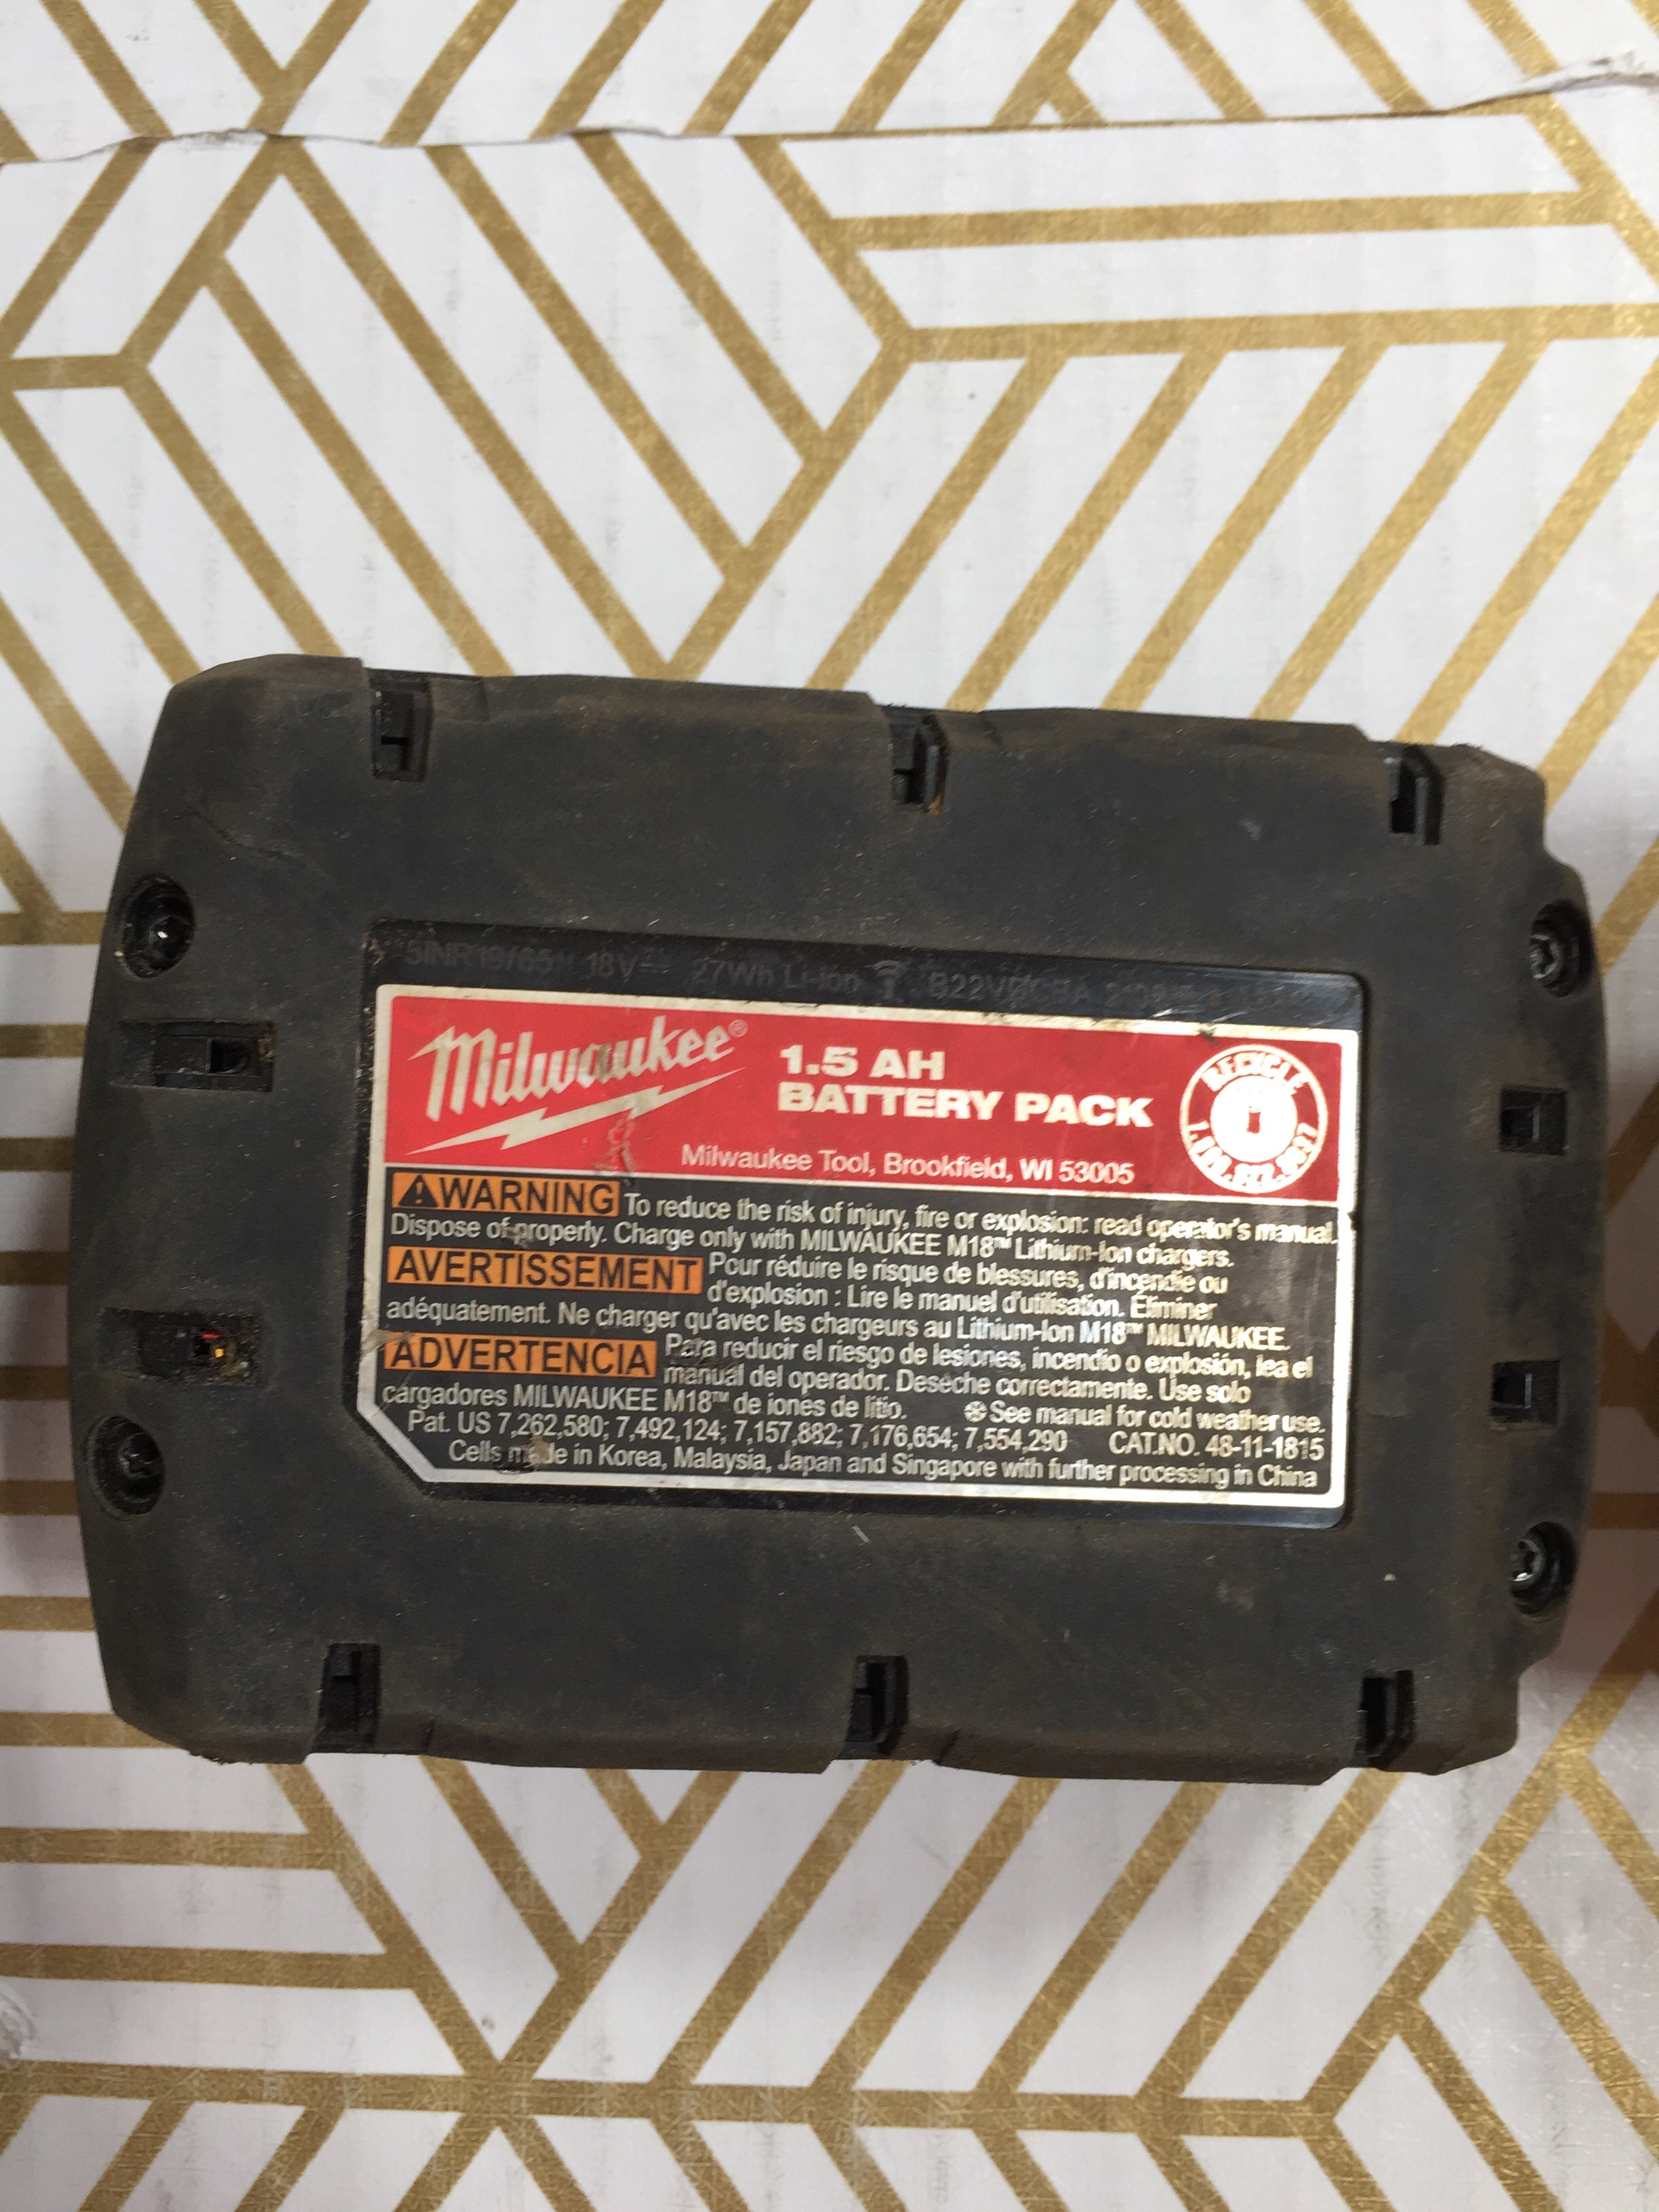 5INR19/65 18V⎓ 27Wh Li-Ion
Milwaukee®
1.5 AH
BATTERY PACK
RECYCLE
Milwaukee Tool, Brookfield, WI 53005
⚠WARNING To reduce the risk of injury, fire or explosion: read operator's manual.
Dispose of properly. Charge only with MILWAUKEE M18™ Lithium-Ion chargers.
AVERTISSEMENT Pour réduire le risque de blessures, d'incendie ou
d'explosion : Lire le manuel d'utilisation. Éliminer
adéquatement. Ne charger qu'avec les chargeurs au Lithium-Ion M18™ MILWAUKEE.
ADVERTENCIA Para reducir el riesgo de lesiones, incendio o explosión, lea el
manual del operador. Deseche correctamente. Use solo
cargadores MILWAUKEE M18™ de iones de litio. ❄See manual for cold weather use.
Pat. US 7,262,580; 7,492,124; 7,157,882; 7,176,654; 7,554,290 CAT.NO. 48-11-1815
Cells made in Korea, Malaysia, Japan and Singapore with further processing in China